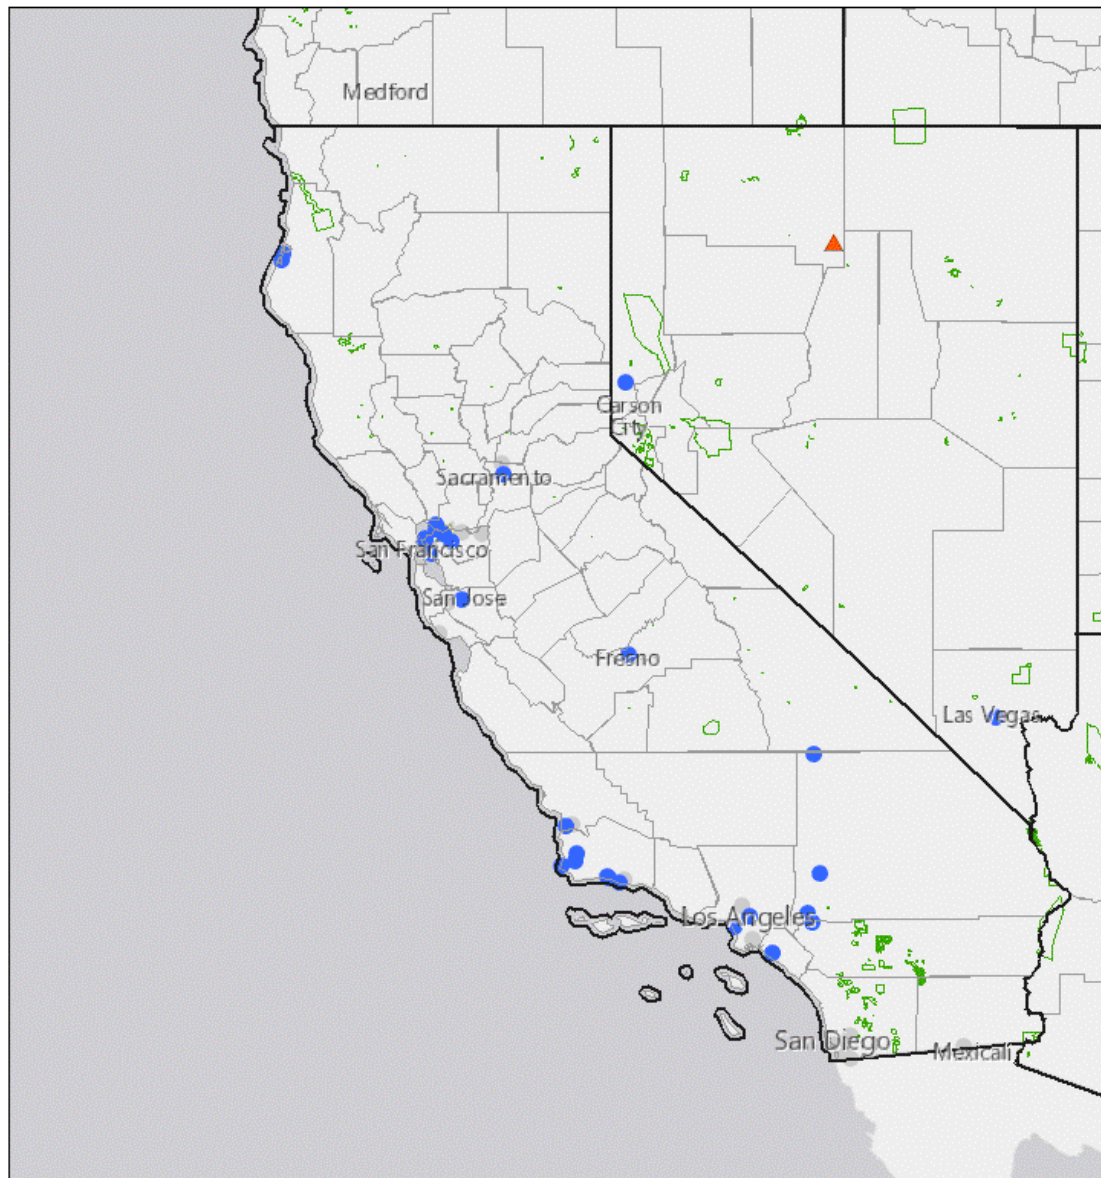 Medford
Carson
City
Sacramento
San Francisco
San Jose
Fresno
Las Vegas
Los Angeles
San Diego
Mexicali